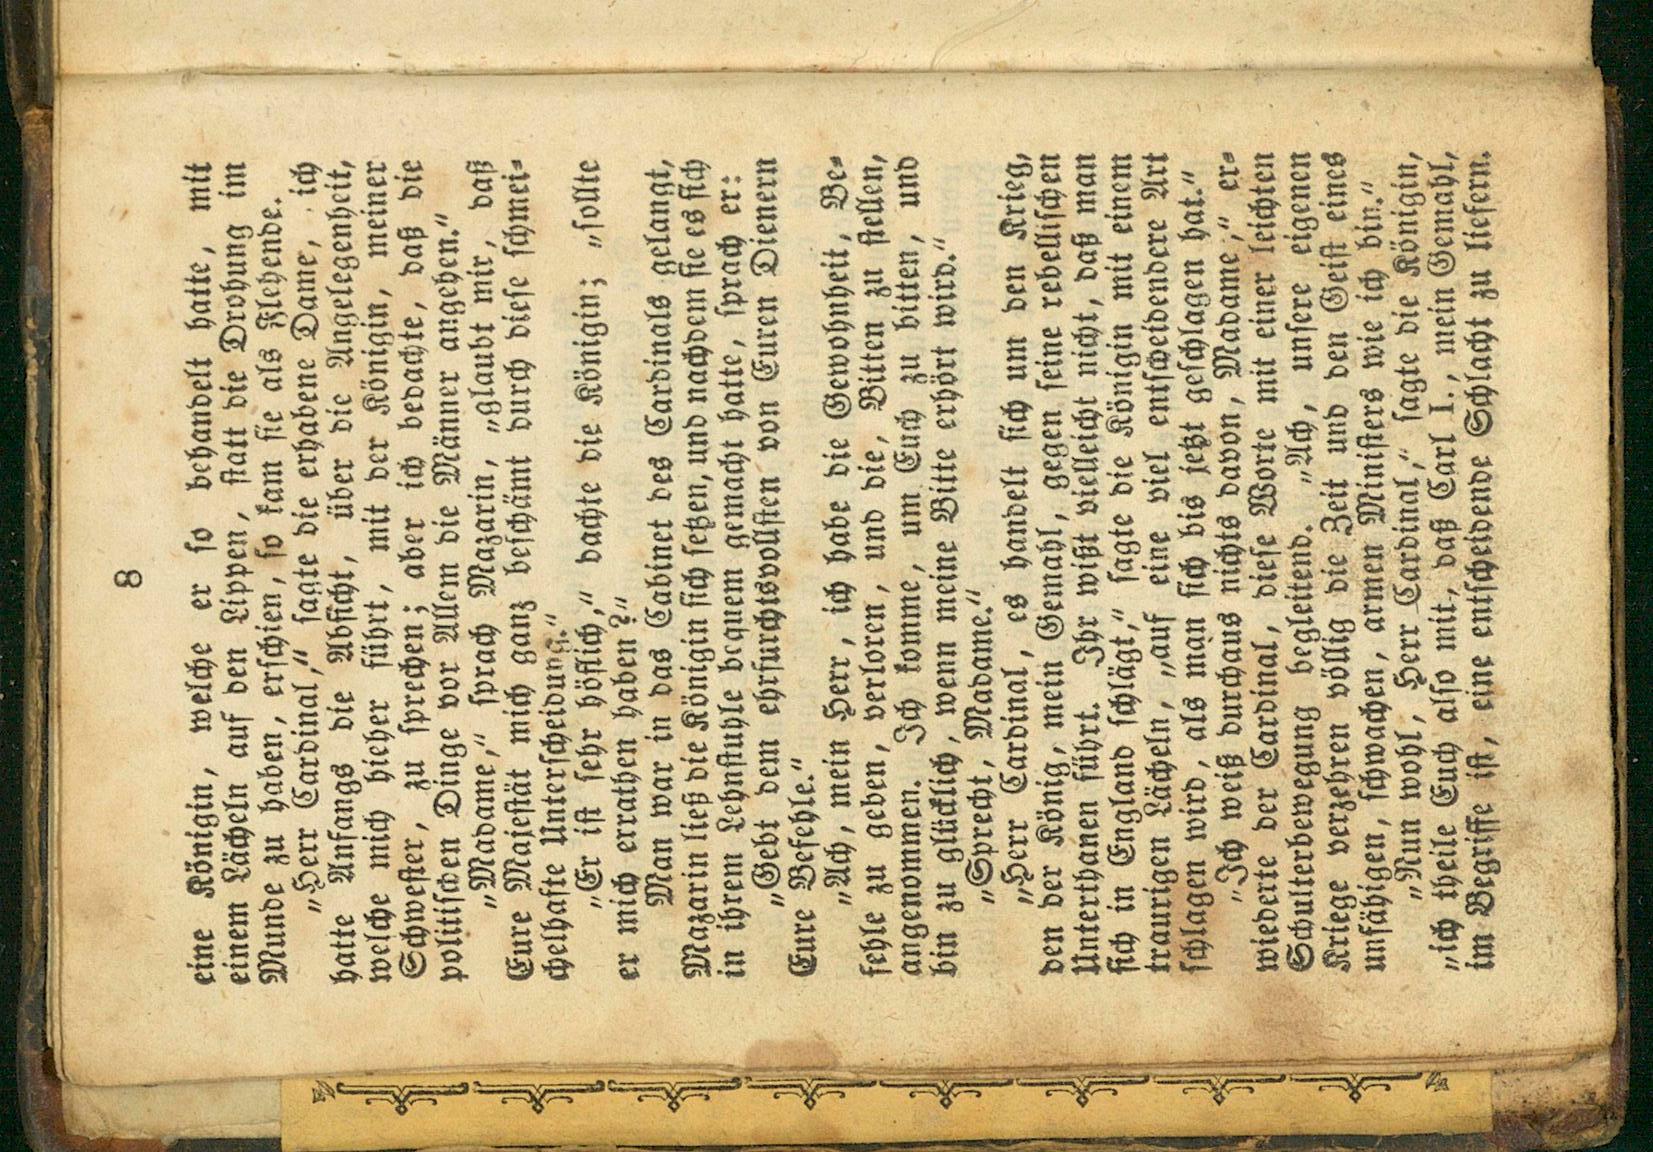 8
eine Königin, welche er so behandelt hatte, mit
einem Lächeln auf den Lippen, statt die Drohung im
Munde zu haben, erschien, so kam sie als Flehende.
„Herr Cardinal,“ sagte die erhabene Dame, ich
hatte Anfangs die Absicht, über die Angelegenheit,
welche mich hieher führt, mit der Königin, meiner
Schwester, zu sprechen; aber ich bedachte, daß die
politischen Dinge vor Allem die Männer angehen.“
„Madame,“ sprach Mazarin, „glaubt mir, daß
Eure Majestät mich ganz beschämt durch diese schmei-
chelhafte Unterscheidung.“
„Er ist sehr höflich,“ dachte die Königin; „sollte
er mich errathen haben?“
Man war in das Cabinet des Cardinals gelangt,
Mazarin ließ die Königin sich setzen, und nachdem sie es sich
in ihrem Lehnstuhle bequem gemacht hatte, sprach er:
„Gebt dem ehrfurchtsvollsten von Euren Dienern
Eure Befehle.“
„Ach, mein Herr, ich habe die Gewohnheit, Be-
fehle zu geben, verloren, und die, Bitten zu stellen,
angenommen. Ich komme, um Euch zu bitten, und
bin zu glücklich, wenn meine Bitte erhört wird.“
„Sprecht, Madame.“
„Herr Cardinal, es handelt sich um den Krieg,
den der König, mein Gemahl, gegen seine rebellischen
Unterthanen führt. Ihr wißt vielleicht nicht, daß man
sich in England schlägt,“ sagte die Königin mit einem
traurigen Lächeln, „auf eine viel entscheidendere Art
schlagen wird, als man sich bis jetzt geschlagen hat.“
„Ich weiß durchaus nichts davon, Madame,“ er-
wiederte der Cardinal, diese Worte mit einer leichten
Schulterbewegung begleitend. „Ach, unsere eigenen
Kriege verzehren völlig die Zeit und den Geist eines
unfähigen, schwachen, armen Ministers wie ich bin.“
„Nun wohl, Herr Cardinal,“ sagte die Königin,
„ich theile Euch also mit, daß Carl I., mein Gemahl,
im Begriffe ist, eine entscheidende Schlacht zu liefern.